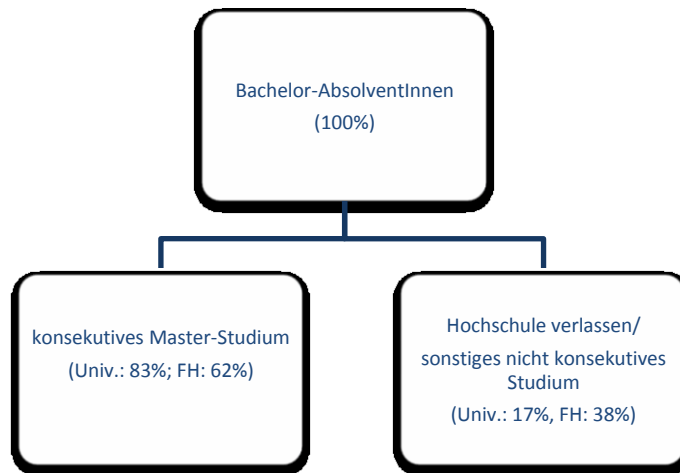 Bachelor-AbsolventInnen
(100%)
konsekutives Master-Studium
(Univ.: 83%; FH: 62%)
Hochschule verlassen/
sonstiges nicht konsekutives
Studium
(Univ.: 17%, FH: 38%)